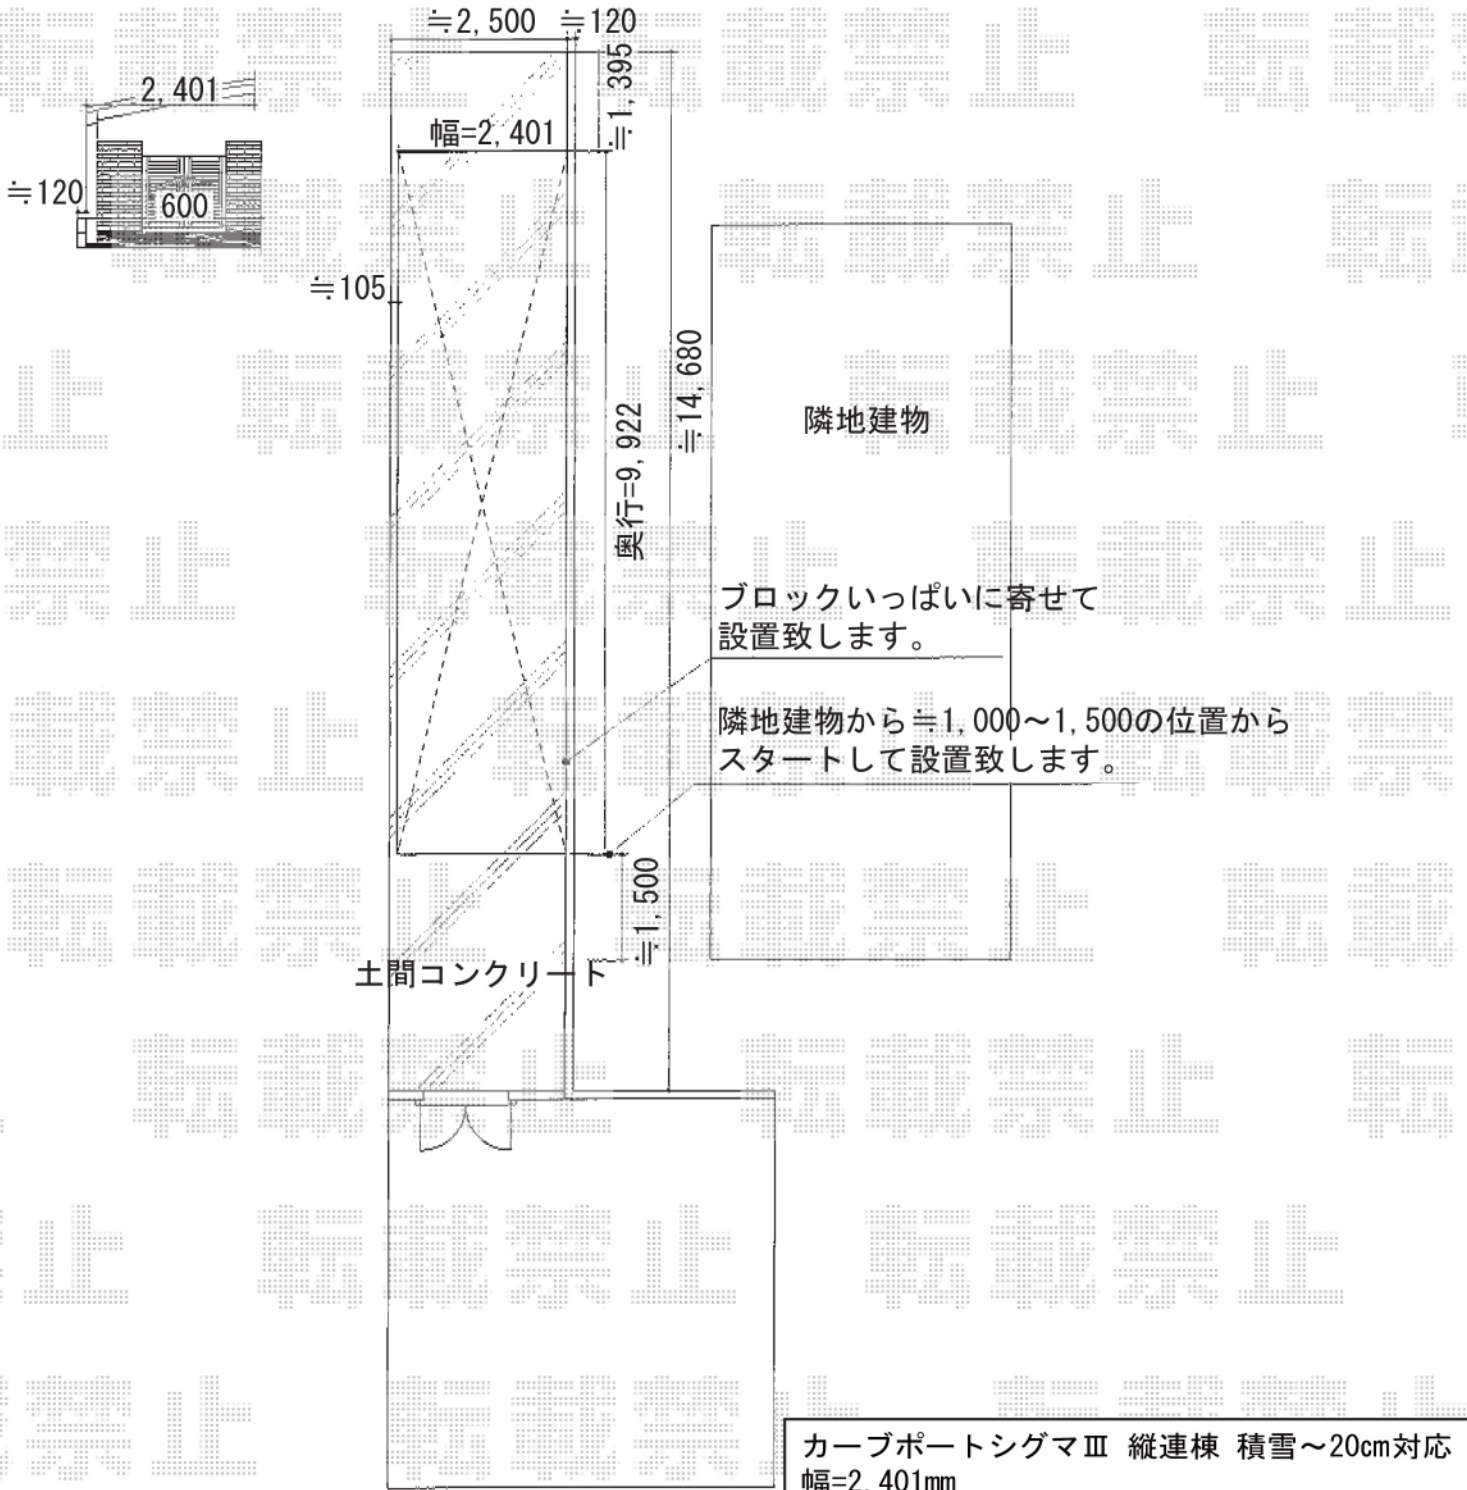 ≒2,500 ≒120
≒1,395
2,401
幅=2,401
≒120
600
≒105
≒14,680
奥行=9,922
隣地建物
ブロックいっぱいに寄せて
設置致します。
隣地建物から≒1,000～1,500の位置から
スタートして設置致します。
≒1,500
土間コンクリート
カーブポートシグマⅢ 縦連棟 積雪～20cm対応
幅=2,401mm
転載禁止